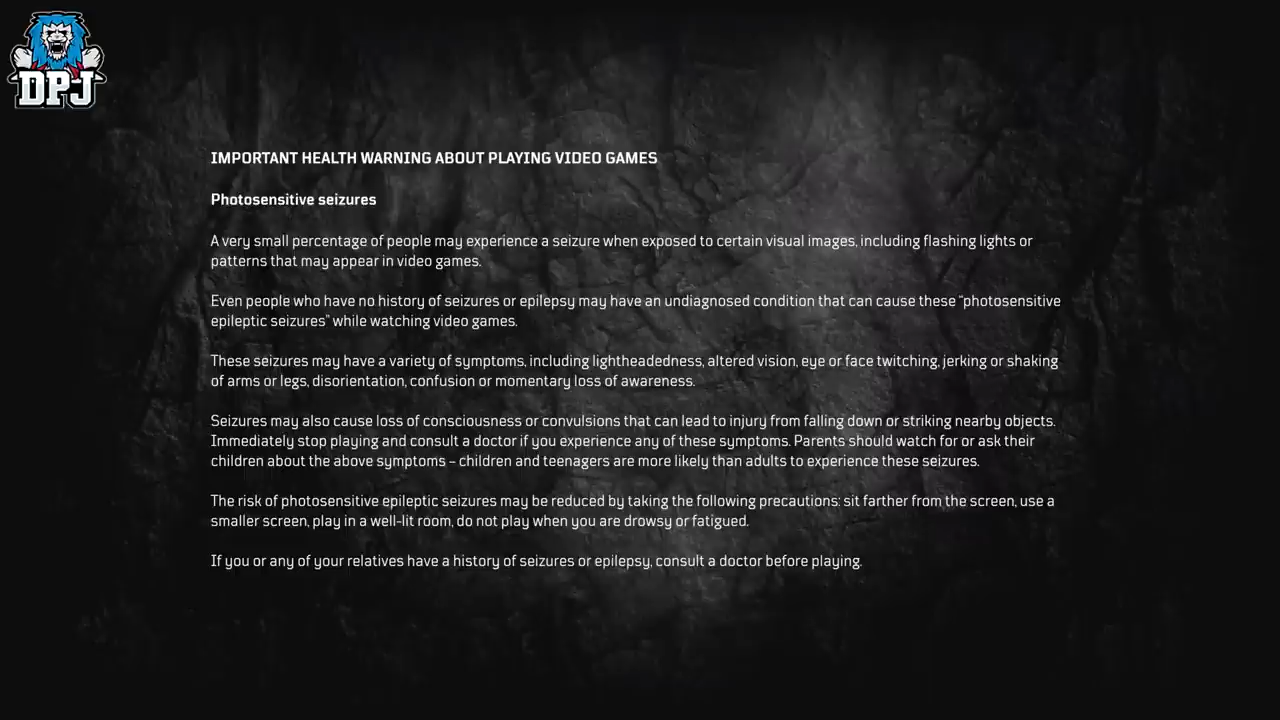 DPJ
IMPORTANT HEALTH WARNING ABOUT PLAYING VIDEO GAMES
Photosensitive seizures
A very small percentage of people may experience a seizure when exposed to certain visual images, including flashing lights or
patterns that may appear in video games.
Even people who have no history of seizures or epilepsy may have an undiagnosed condition that can cause these “photosensitive
epileptic seizures” while watching video games.
These seizures may have a variety of symptoms, including lightheadedness, altered vision, eye or face twitching, jerking or shaking
of arms or legs, disorientation, confusion or momentary loss of awareness.
Seizures may also cause loss of consciousness or convulsions that can lead to injury from falling down or striking nearby objects.
Immediately stop playing and consult a doctor if you experience any of these symptoms. Parents should watch for or ask their
children about the above symptoms – children and teenagers are more likely than adults to experience these seizures.
The risk of photosensitive epileptic seizures may be reduced by taking the following precautions: sit farther from the screen, use a
smaller screen, play in a well-lit room, do not play when you are drowsy or fatigued.
If you or any of your relatives have a history of seizures or epilepsy, consult a doctor before playing.